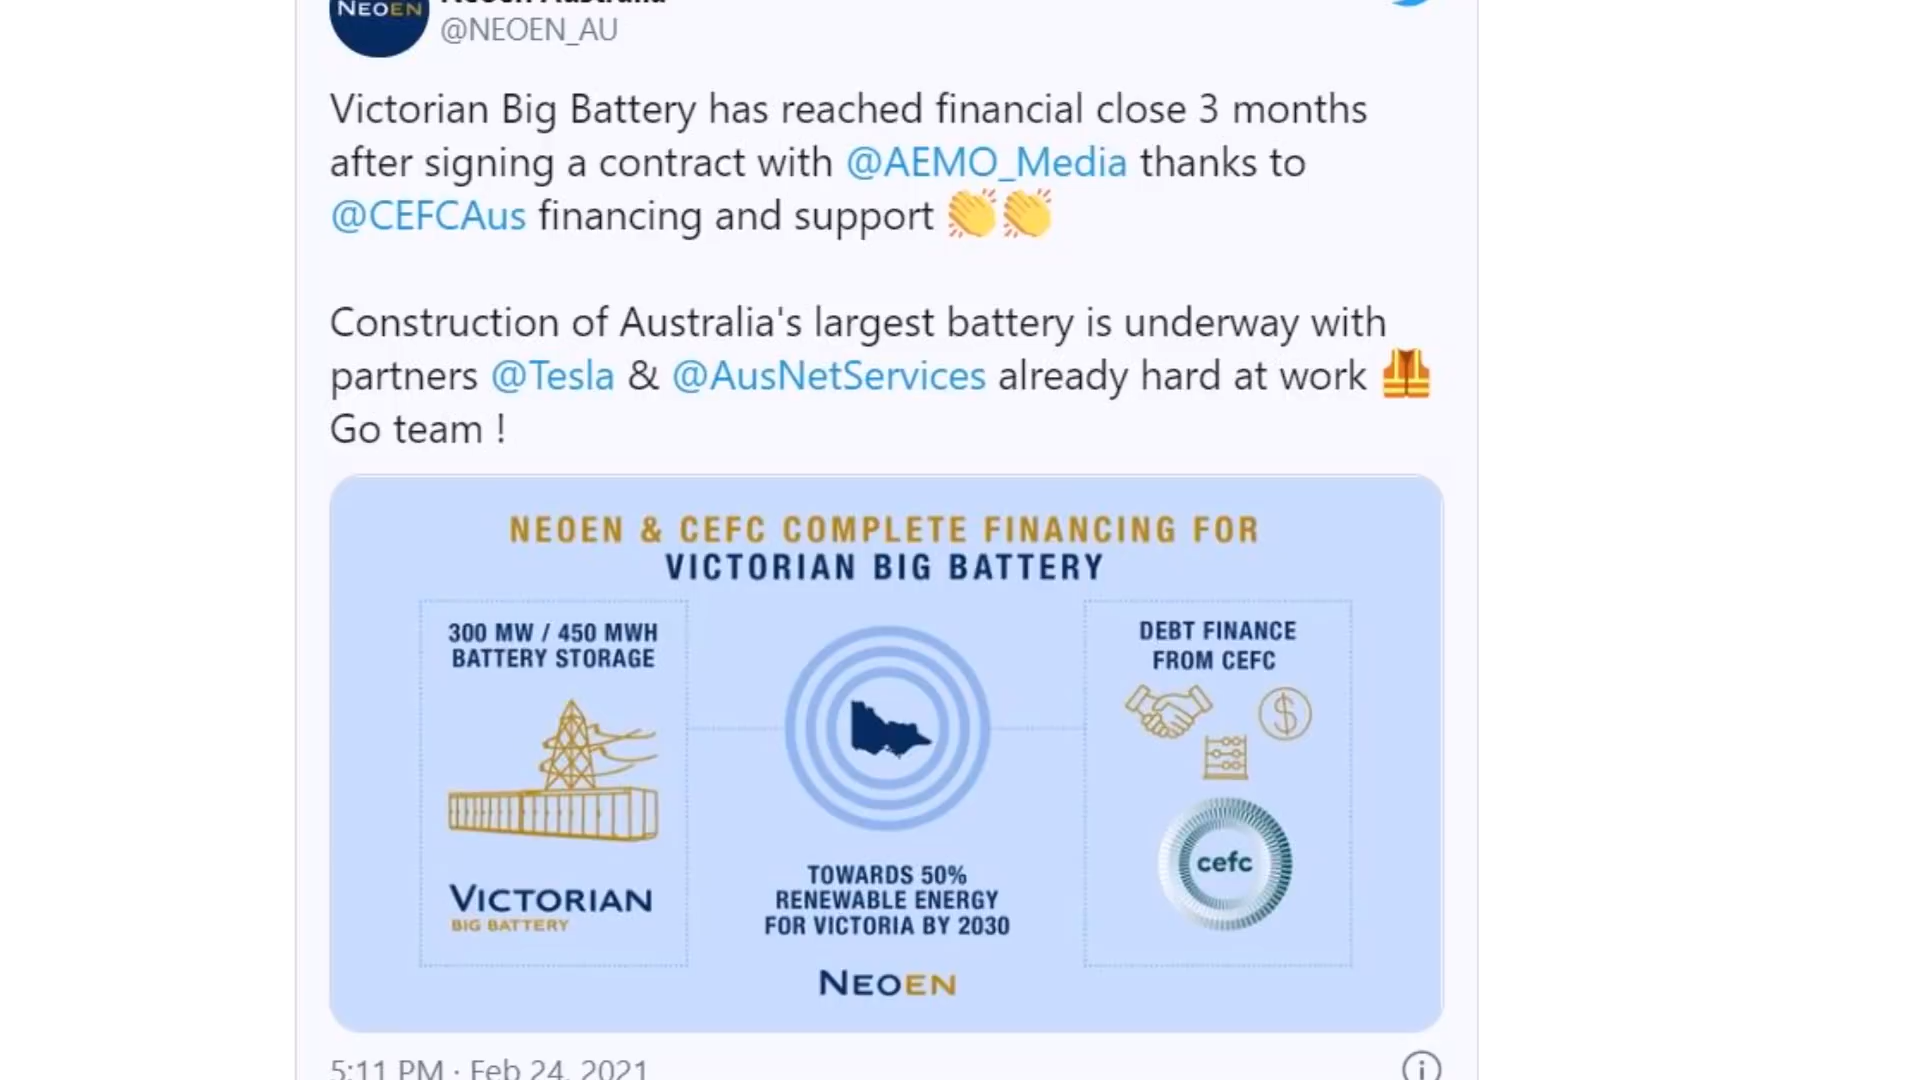 NEOEN
Neoen Australia
@NEOEN_AU
Victorian Big Battery has reached financial close 3 months
after signing a contract with @AEMO_Media thanks to
@CEFCAus financing and support 👏👏
Construction of Australia's largest battery is underway with
partners @Tesla & @AusNetServices already hard at work 🦺
Go team !
NEOEN & CEFC COMPLETE FINANCING FOR
VICTORIAN BIG BATTERY
300 MW / 450 MWH
BATTERY STORAGE
VICTORIAN
BIG BATTERY
TOWARDS 50%
RENEWABLE ENERGY
FOR VICTORIA BY 2030
NEOEN
DEBT FINANCE
FROM CEFC
cefc
5:11 PM · Feb 24, 2021